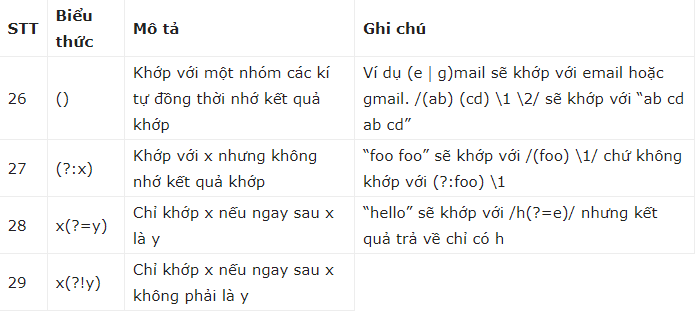 STT Biểu thức Mô tả Ghi chú
26 () Khớp với một nhóm các kí Ví dụ (e | g)mail sẽ khớp với email hoặc
tự đồng thời nhớ kết quả gmail. /(ab) (cd) \1 \2/ sẽ khớp với “ab cd
khớp ab cd”
27 (?:x) Khớp với x nhưng không “foo foo” sẽ khớp với /(foo) \1/ chứ không
nhớ kết quả khớp khớp với (?:foo) \1
28 x(?=y) Chỉ khớp x nếu ngay sau x “hello” sẽ khớp với /h(?=e)/ nhưng kết
là y quả trả về chỉ có h
29 x(?!y) Chỉ khớp x nếu ngay sau x
không phải là y